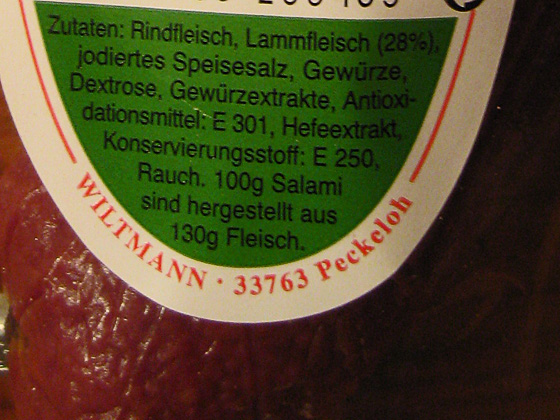 Zutaten: Rindfleisch, Lammfleisch (28%),
jodiertes Speisesalz, Gewürze,
Dextrose, Gewürzextrakte, Antioxi-
dationsmittel: E 301, Hefeextrakt,
Konservierungsstoff: E 250,
Rauch. 100g Salami
sind hergestellt aus
130g Fleisch.
WILTMANN · 33763 Peckeloh